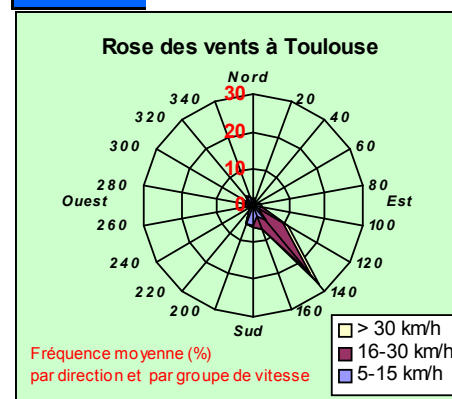 Rose des vents à Toulouse
Nord
340
30
20
320
40
20
300
60
10
280
80
Ouest
0
Est
260
100
240
120
220
140
200
160
Sud
> 30 km/h
16-30 km/h
5-15 km/h
Fréquence moyenne (%)
par direction et par groupe de vitesse